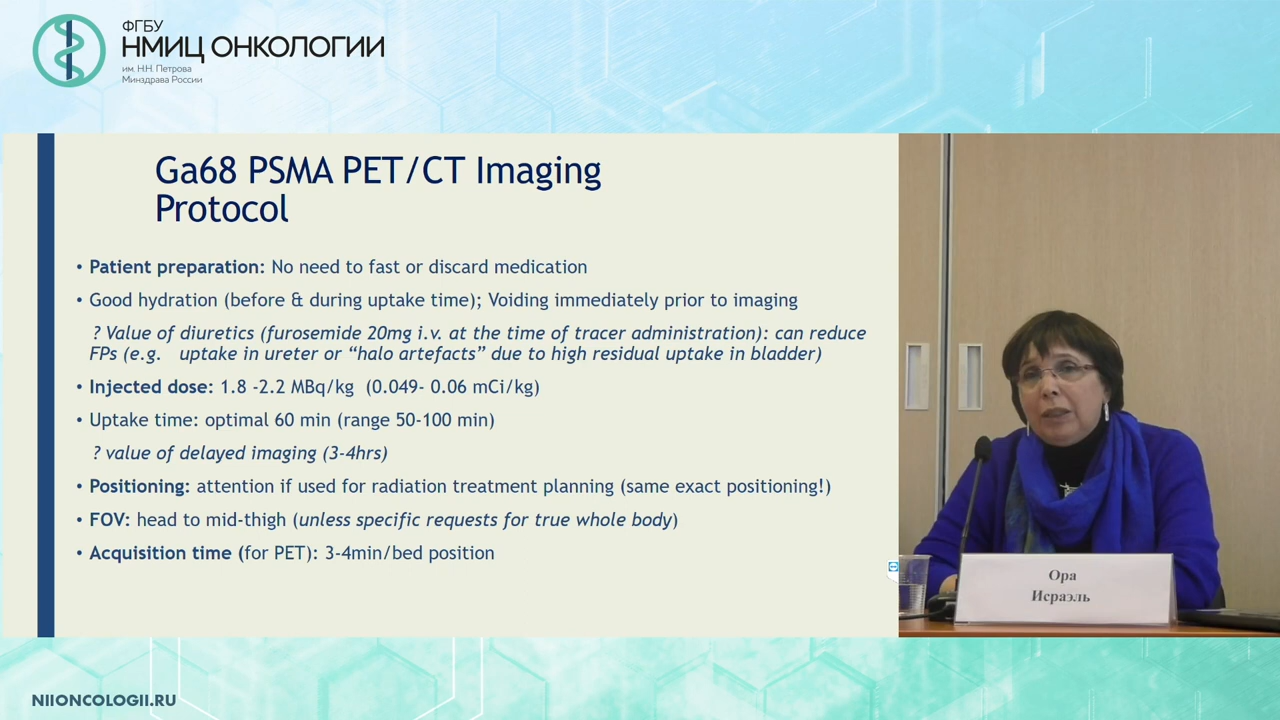 ФГБУ
НМИЦ ОНКОЛОГИИ
им. Н.Н. Петрова
Минздрава России
Ga68 PSMA PET/CT Imaging
Protocol
• Patient preparation: No need to fast or discard medication
• Good hydration (before & during uptake time); Voiding immediately prior to imaging
? Value of diuretics (furosemide 20mg i.v. at the time of tracer administration): can reduce
FPs (e.g. uptake in ureter or “halo artefacts” due to high residual uptake in bladder)
• Injected dose: 1.8 -2.2 MBq/kg (0.049- 0.06 mCi/kg)
• Uptake time: optimal 60 min (range 50-100 min)
? value of delayed imaging (3-4hrs)
• Positioning: attention if used for radiation treatment planning (same exact positioning!)
• FOV: head to mid-thigh (unless specific requests for true whole body)
• Acquisition time (for PET): 3-4min/bed position
Ора
Исраэль
NIIONCOLOGII.RU